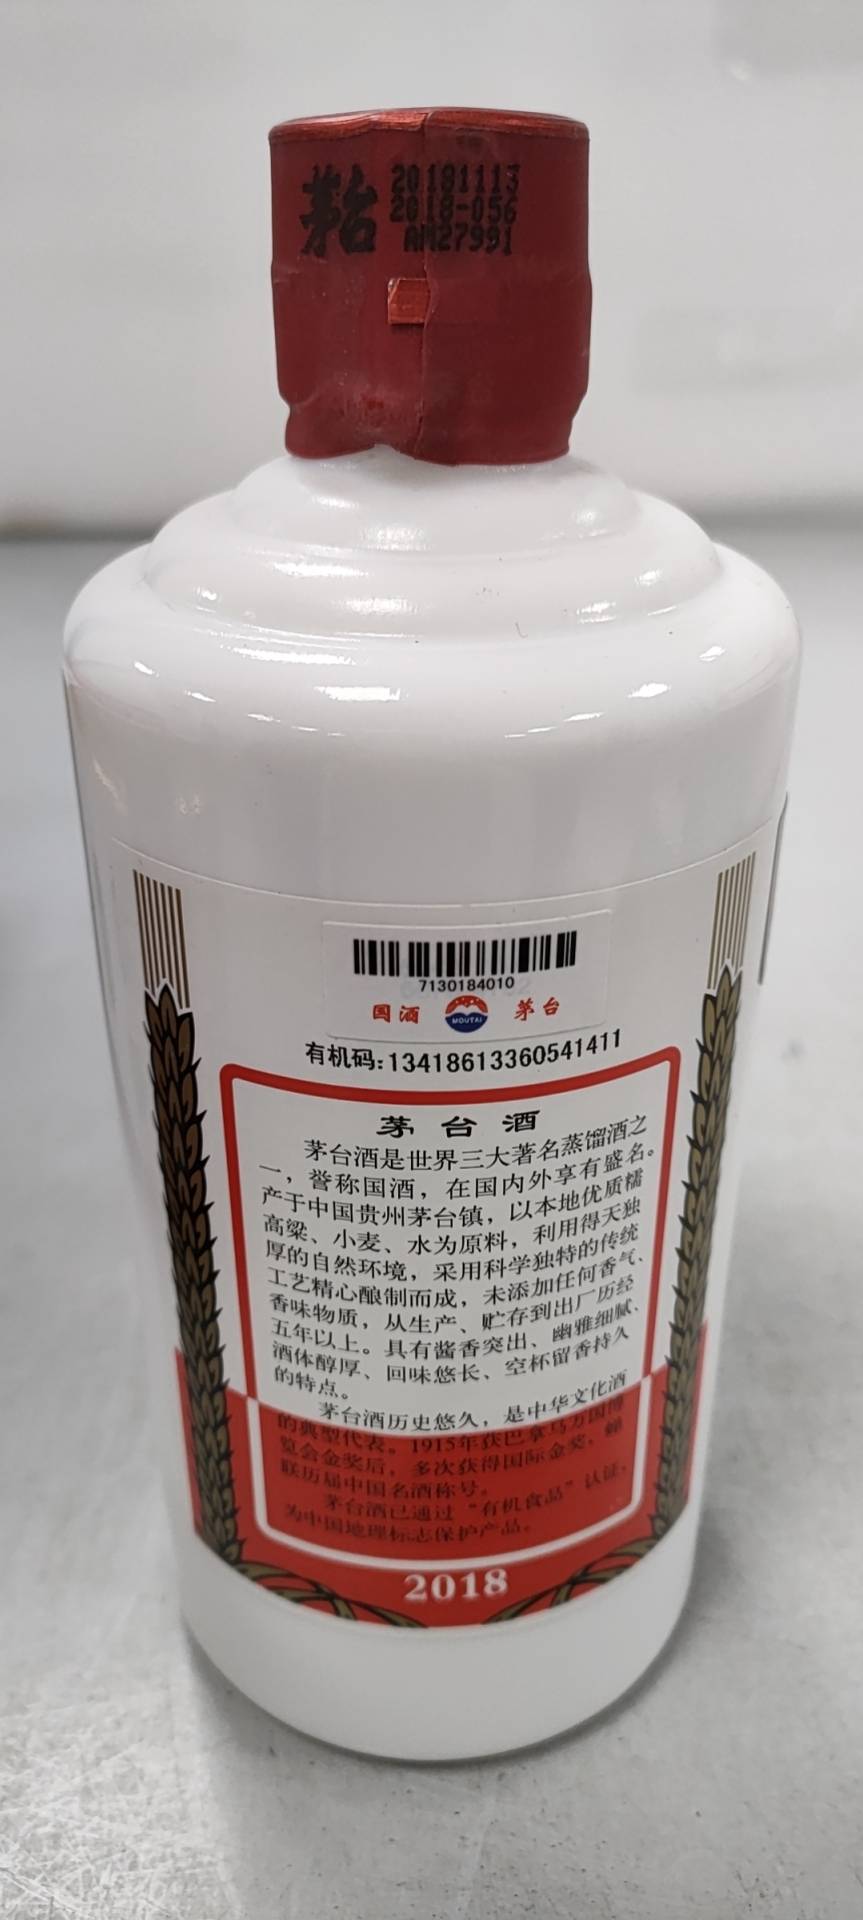 茅台
20181113
2018-056
AM27991
7130184010
国酒 MOUTAI 茅台
有机码:13418613360541411
茅台酒
茅台酒是世界三大著名蒸馏酒之
一，誉称国酒，在国内外享有盛名。
产于中国贵州茅台镇，以本地优质糯
高粱、小麦、水为原料，利用得天独
厚的自然环境，采用科学独特的传统
工艺精心酿制而成，未添加任何香气、
香味物质，从生产、贮存到出厂历经
五年以上。具有酱香突出、幽雅细腻、
酒体醇厚、回味悠长、空杯留香持久
的特点。
茅台酒历史悠久，是中华文化酒
的典型代表。1915年获巴拿马万国博
览会金奖后，多次获得国际金奖，蝉
联历届中国名酒称号。
茅台酒已通过“有机食品”认证，
为中国地理标志保护产品。
2018